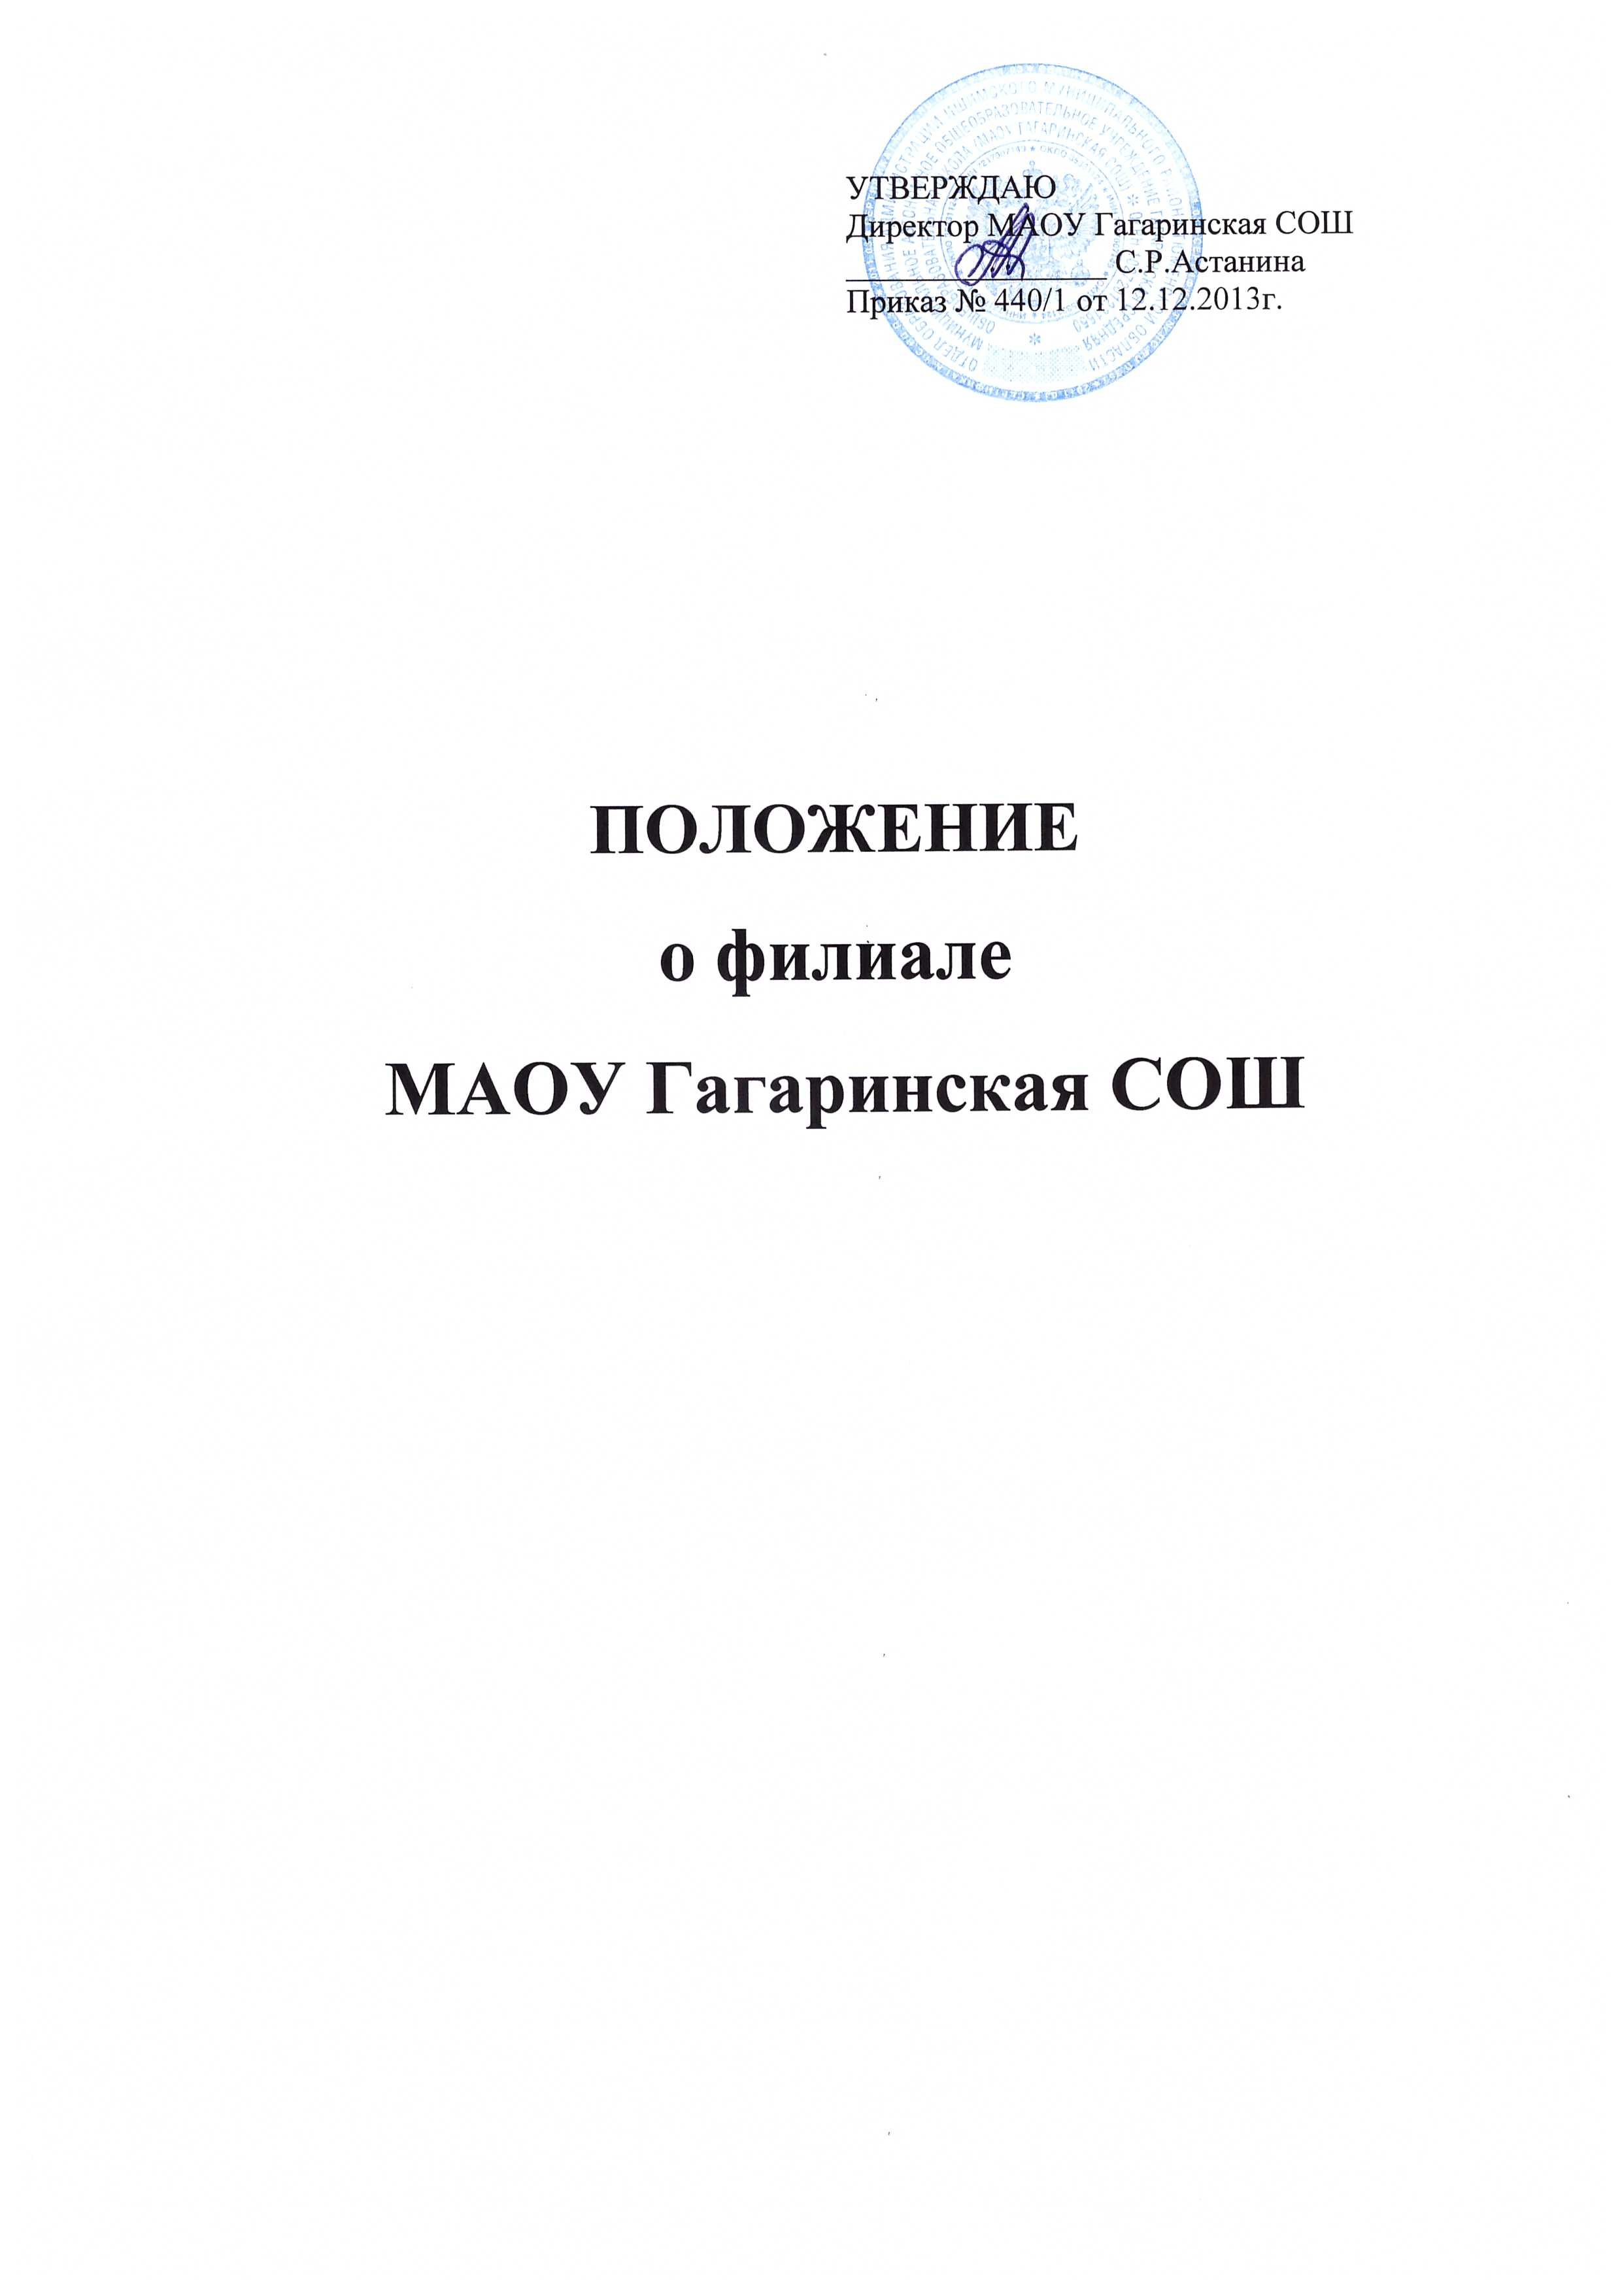 УТВЕРЖДАЮ
Директор МАОУ Гагаринская СОШ
________________ С.Р.Астанина
Приказ № 440/1 от 12.12.2013г.
ПОЛОЖЕНИЕ
о филиале
МАОУ Гагаринская СОШ